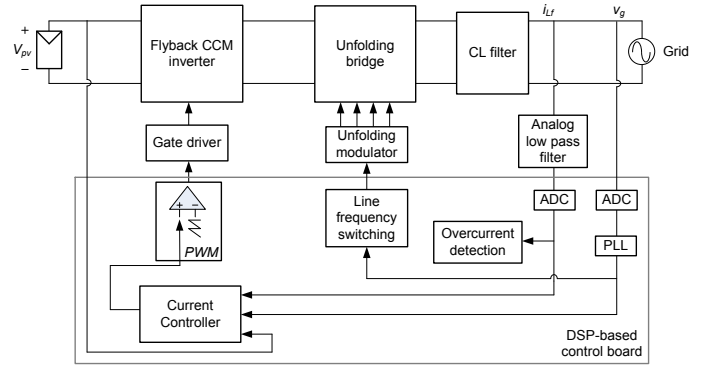 i_Lf
v_g
+
V_pv
−
Flyback CCM
inverter
Unfolding
bridge
CL filter
Grid
Gate driver
Unfolding
modulator
Analog
low pass
filter
+ −
PWM
Line
frequency
switching
ADC
ADC
Overcurrent
detection
PLL
Current
Controller
DSP-based
control board